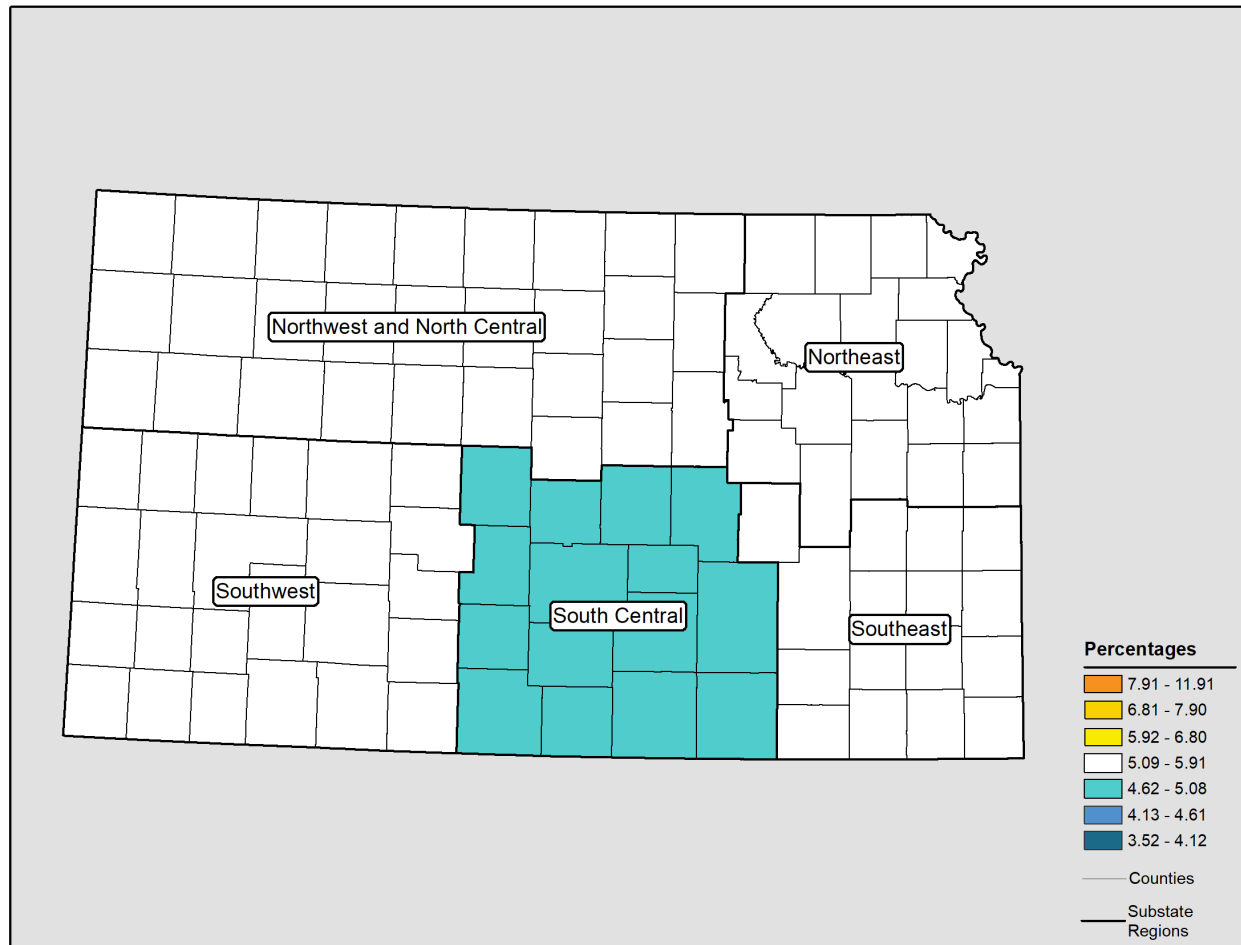 Northwest and North Central
Northeast
Southwest
South Central
Southeast
Percentages
7.91 - 11.91
6.81 - 7.90
5.92 - 6.80
5.09 - 5.91
4.62 - 5.08
4.13 - 4.61
3.52 - 4.12
Counties
Substate
Regions